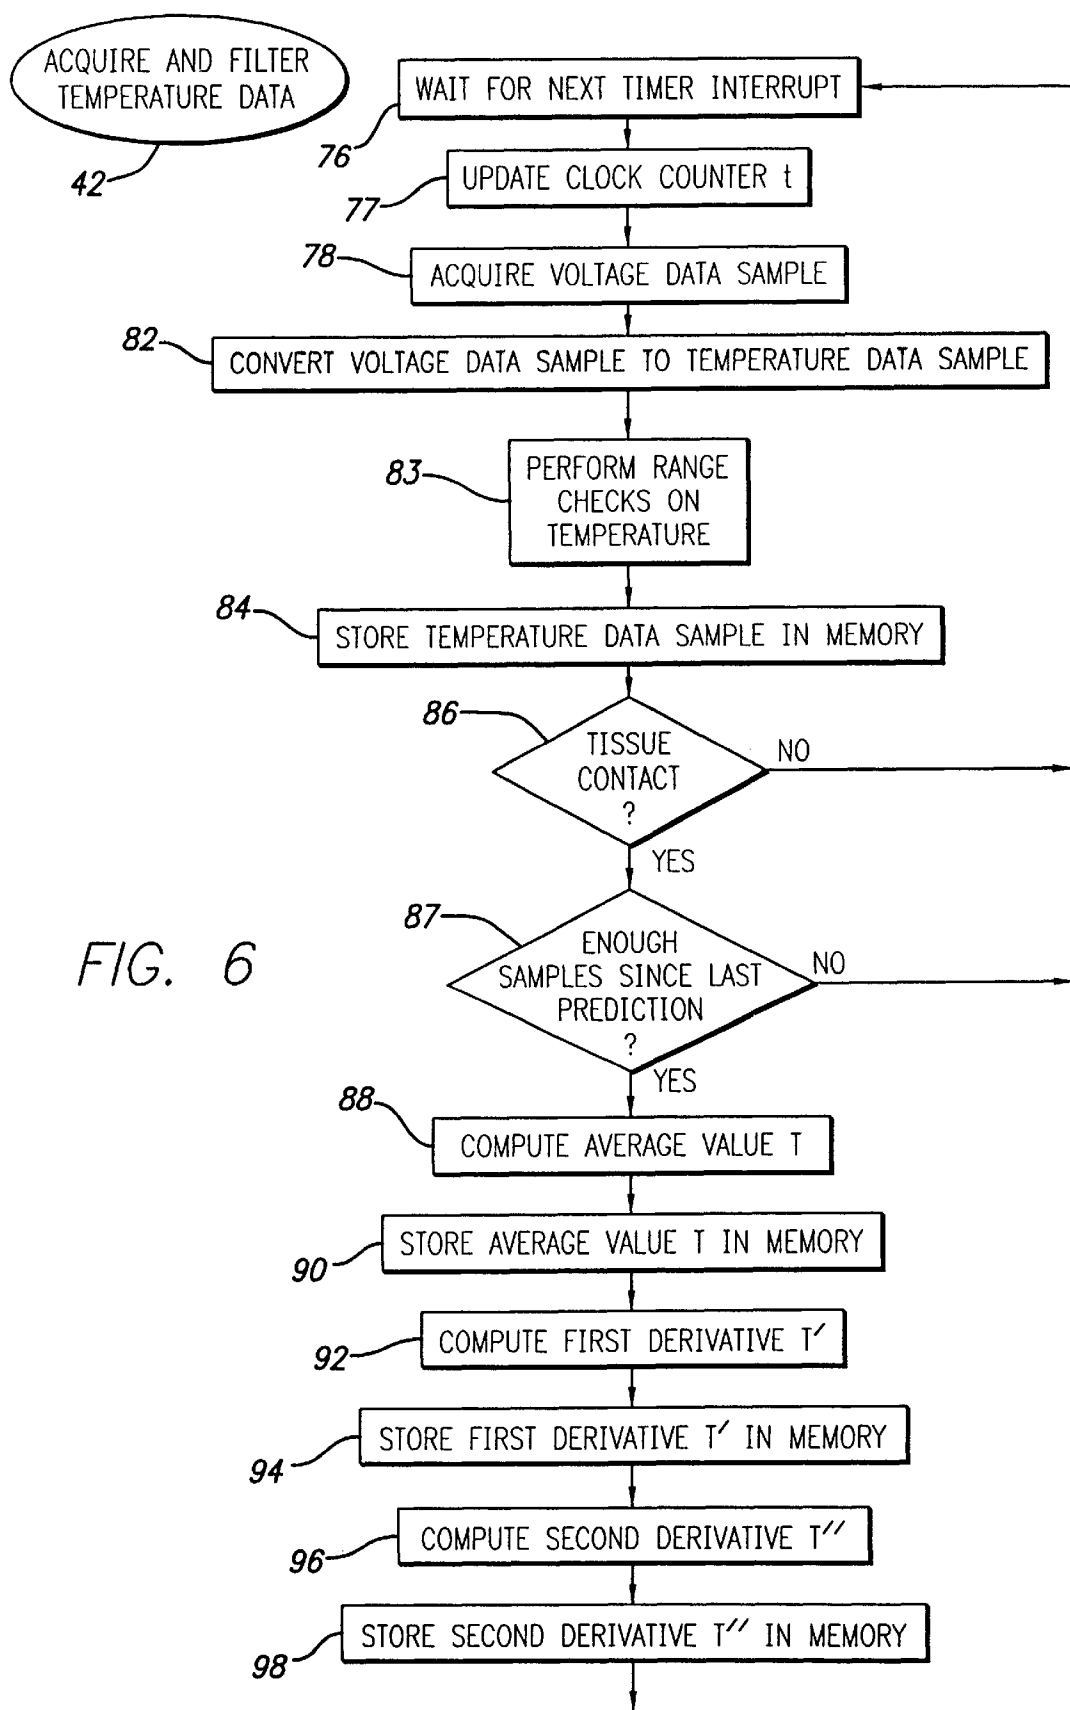 ACQUIRE AND FILTER
TEMPERATURE DATA
42
WAIT FOR NEXT TIMER INTERRUPT
76
UPDATE CLOCK COUNTER t
77
78
ACQUIRE VOLTAGE DATA SAMPLE
82
CONVERT VOLTAGE DATA SAMPLE TO TEMPERATURE DATA SAMPLE
83
PERFORM RANGE
CHECKS ON
TEMPERATURE
84
STORE TEMPERATURE DATA SAMPLE IN MEMORY
86
TISSUE
CONTACT
?
NO
YES
87
ENOUGH
SAMPLES SINCE LAST
PREDICTION
?
NO
YES
FIG. 6
88
COMPUTE AVERAGE VALUE T
STORE AVERAGE VALUE T IN MEMORY
90
COMPUTE FIRST DERIVATIVE T′
92
STORE FIRST DERIVATIVE T′ IN MEMORY
94
COMPUTE SECOND DERIVATIVE T″
96
STORE SECOND DERIVATIVE T″ IN MEMORY
98